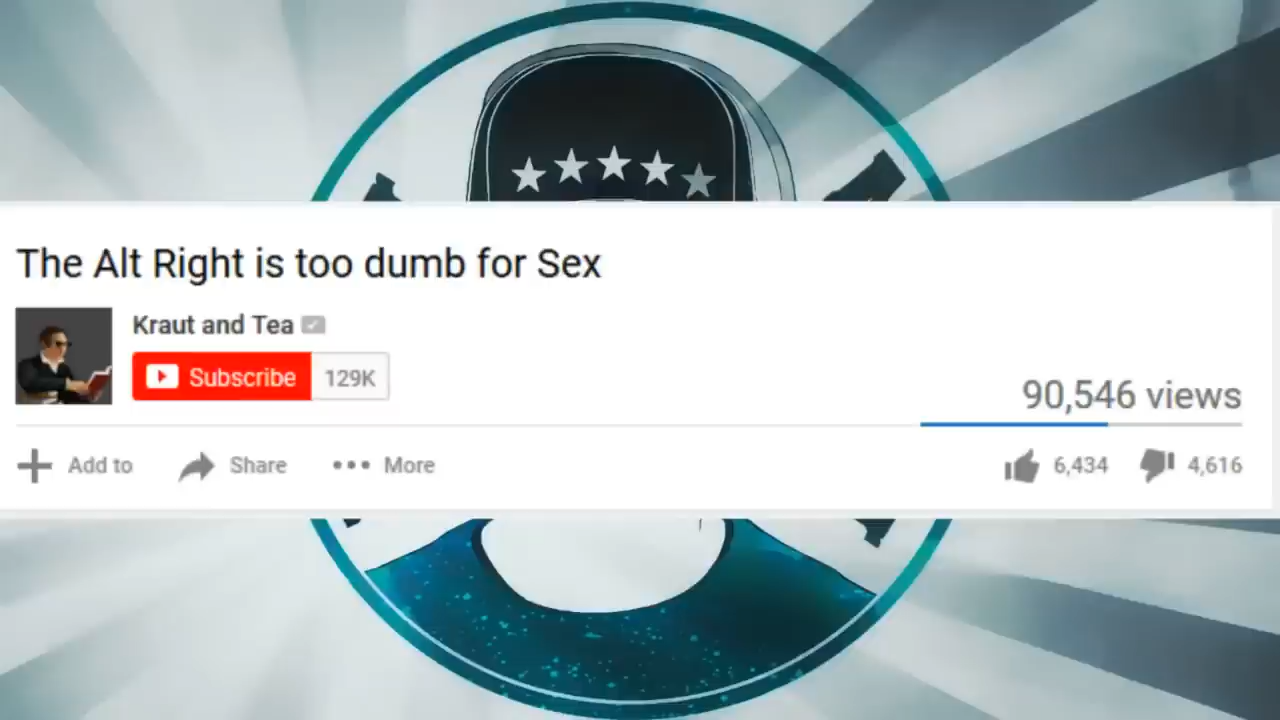 The Alt Right is too dumb for Sex
Kraut and Tea
Subscribe 129K
90,546 views
Add to Share More 6,434 4,616